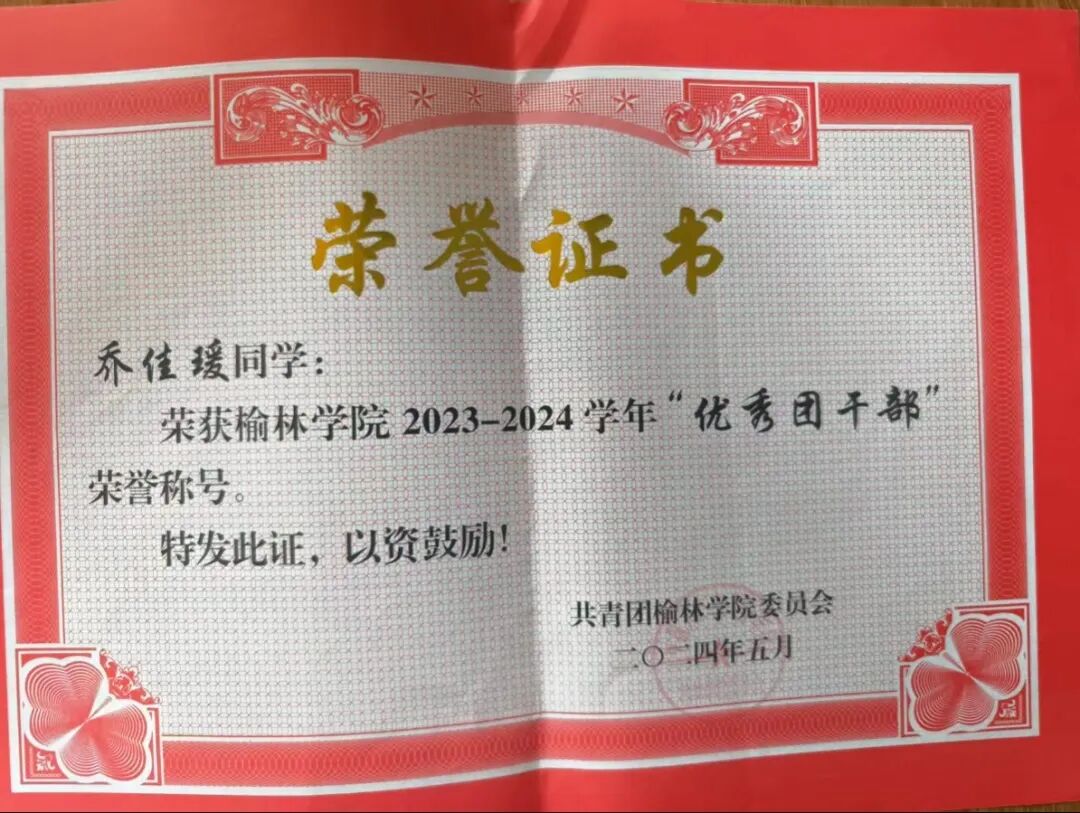 荣誉证书
乔佳瑗同学：
荣获榆林学院 2023-2024 学年“优秀团干部”
荣誉称号。
特发此证，以资鼓励！
共青团榆林学院委员会
二〇二四年五月